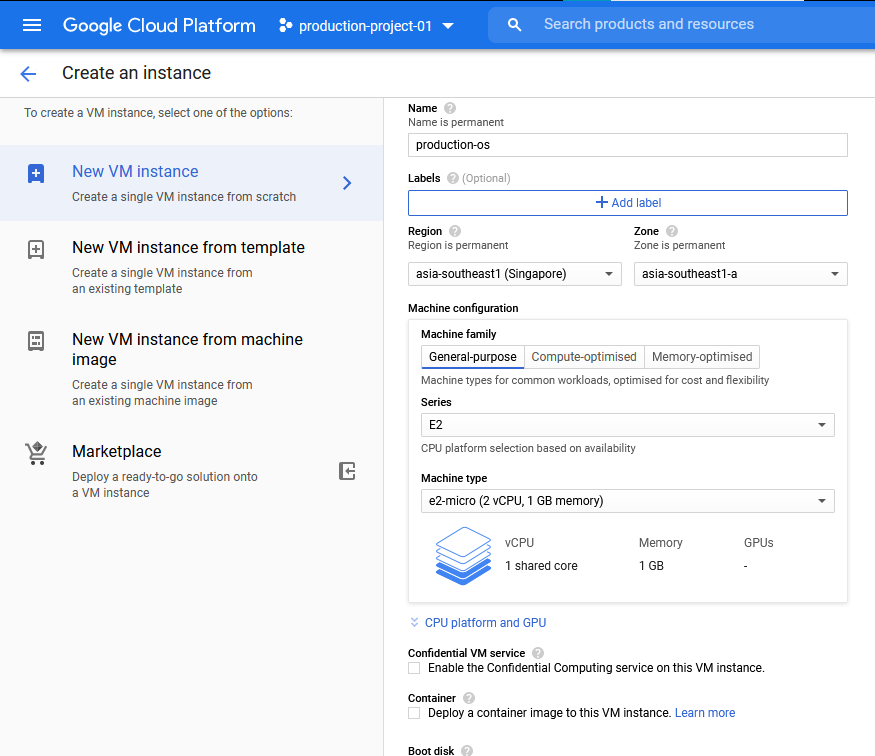 Google Cloud Platform
production-project-01
Search products and resources
Create an instance
To create a VM instance, select one of the options:
New VM instance
Create a single VM instance from scratch
New VM instance from template
Create a single VM instance from
an existing template
New VM instance from machine
image
Create a single VM instance from
an existing machine image
Marketplace
Deploy a ready-to-go solution onto
a VM instance
Name ?
Name is permanent
production-os
Labels ? (Optional)
+ Add label
Region ?
Region is permanent
asia-southeast1 (Singapore)
Zone ?
Zone is permanent
asia-southeast1-a
Machine configuration
Machine family
General-purpose Compute-optimised Memory-optimised
Machine types for common workloads, optimised for cost and flexibility
Series
E2
CPU platform selection based on availability
Machine type
e2-micro (2 vCPU, 1 GB memory)
vCPU Memory GPUs
1 shared core 1 GB -
CPU platform and GPU
Confidential VM service ?
Enable the Confidential Computing service on this VM instance.
Container ?
Deploy a container image to this VM instance. Learn more
Boot disk ?